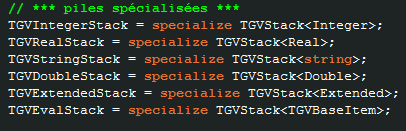 // *** piles spécialisées ***
TGVIntegerStack = specialize TGVStack<Integer>;
TGVRealStack = specialize TGVStack<Real>;
TGVStringStack = specialize TGVStack<string>;
TGVDoubleStack = specialize TGVStack<Double>;
TGVExtendedStack = specialize TGVStack<Extended>;
TGVEvalStack = specialize TGVStack<TGVBaseItem>;